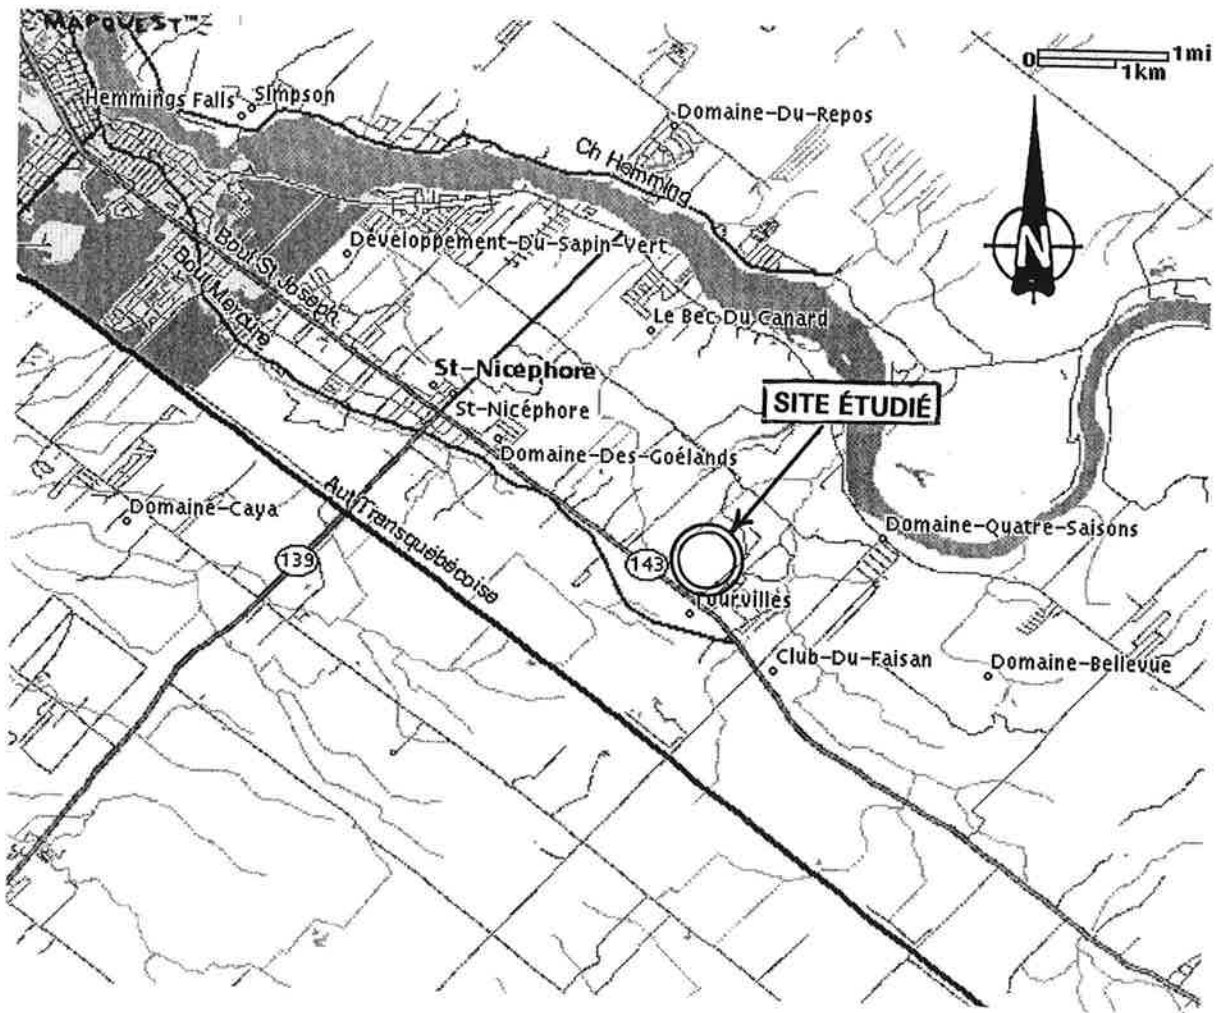 MAPQUEST™
0 1mi
1km
Hemmings Falls
Simpson
Domaine-Du-Repos
Ch Hemming
N
Développement-Du-Sapin-Vert
Boul St Joseph
Boul Mercure
Le Bec Du Canard
St-Nicéphore
SITE ÉTUDIÉ
St-Nicéphore
Domaine-Des-Goélands
Domaine-Caya
Aut Transquébécoise
Domaine-Quatre-Saisons
139
143
Tourvilles
Club-Du-Faisan
Domaine-Bellevue